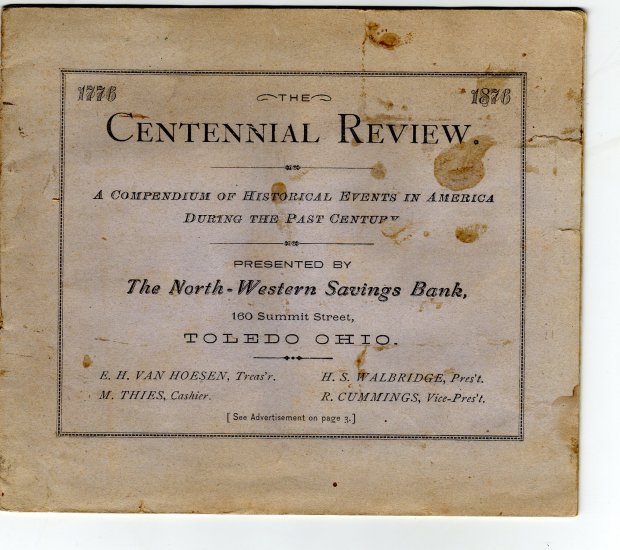 1776 1876
THE
CENTENNIAL REVIEW.
A COMPENDIUM OF HISTORICAL EVENTS IN AMERICA
DURING THE PAST CENTURY
PRESENTED BY
The North-Western Savings Bank,
160 Summit Street,
TOLEDO OHIO.
E. H. VAN HOESEN, Treas'r. H. S. WALBRIDGE, Pres't.
M. THIES, Cashier. R. CUMMINGS, Vice-Pres't.
[ See Advertisement on page 3. ]